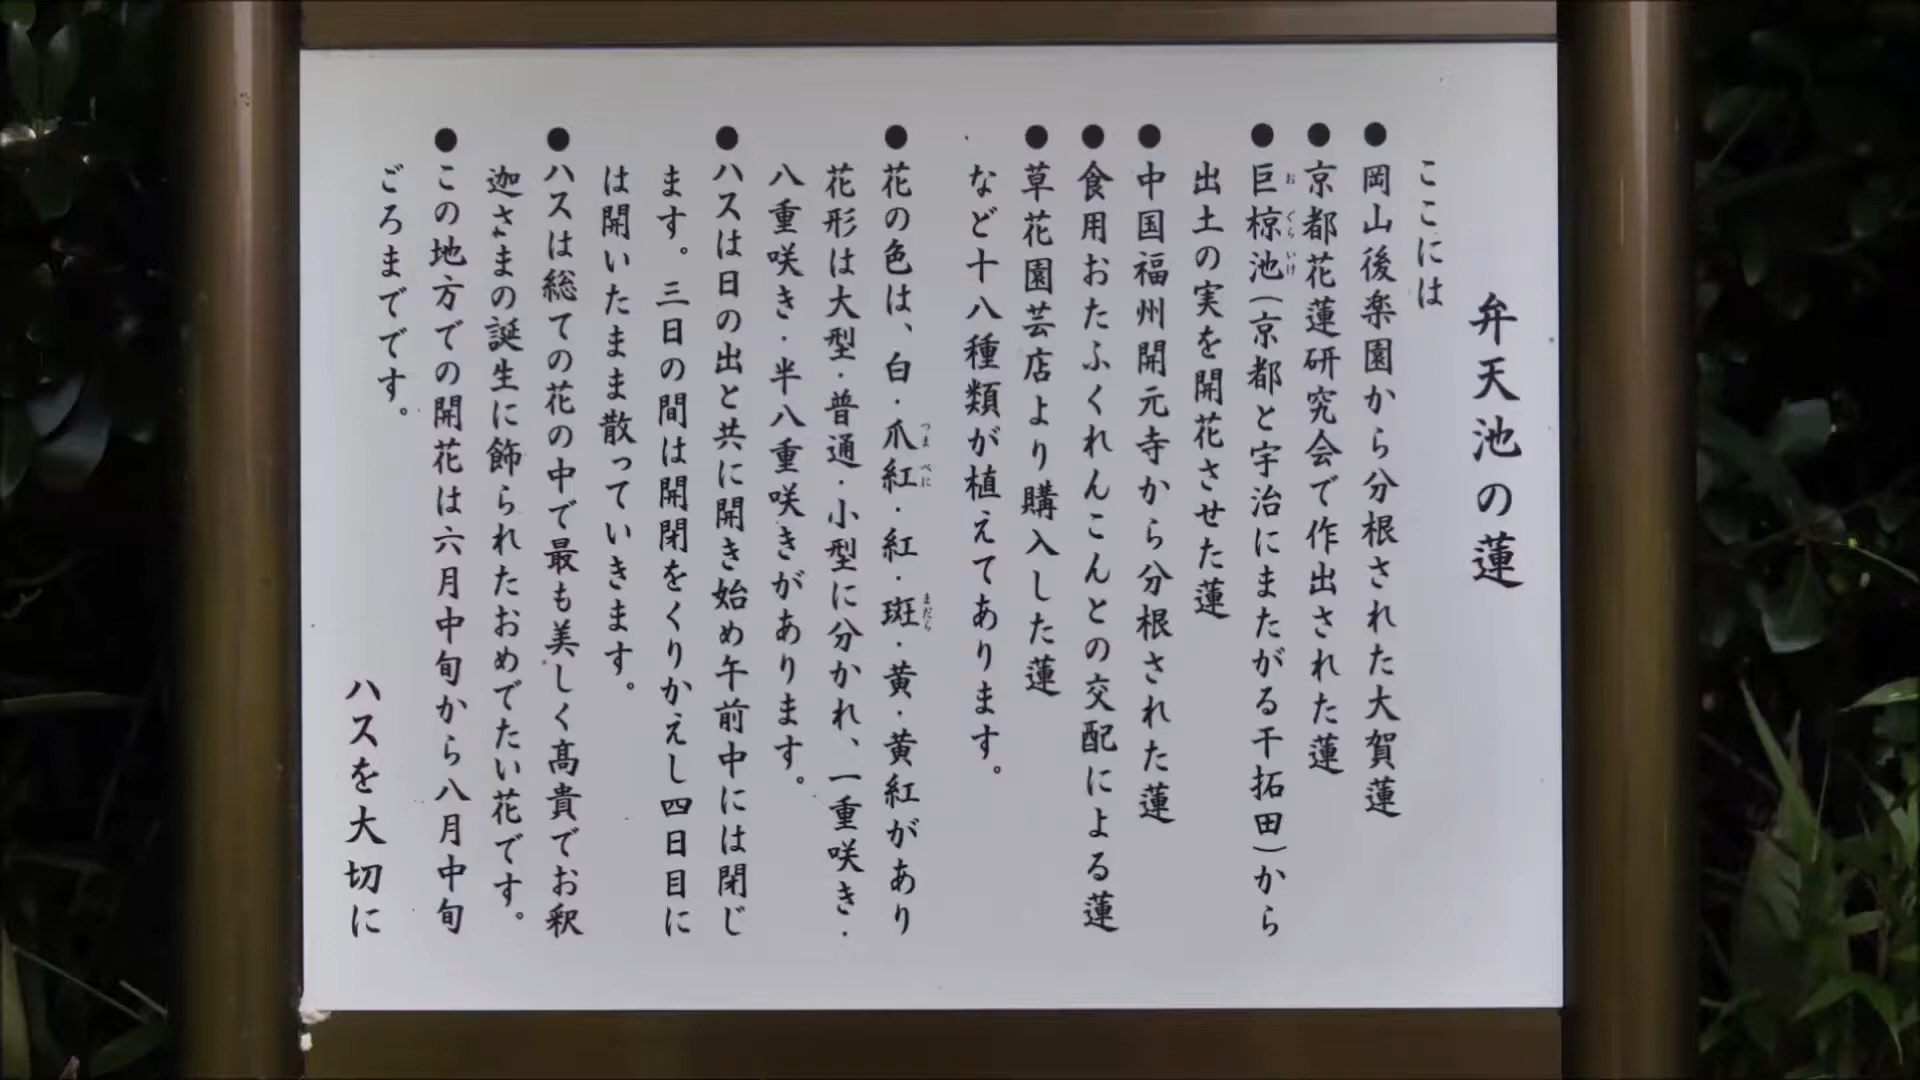 弁天池の蓮
ここには
●岡山後楽園から分根された大賀蓮
●京都花蓮研究会で作出された蓮
●巨椋池(京都と宇治にまたがる干拓田)から
おぐらいけ
出土の実を開花させた蓮
●中国福州開元寺から分根された蓮
●食用おたふくれんこんとの交配による蓮
●草花園芸店より購入した蓮
など十八種類が植えてあります。
●花の色は、白・爪紅・紅・斑・黄・黄紅があり
つまべに
まだら
花形は大型・普通・小型に分かれ、一重咲き・
八重咲き・半八重咲きがあります。
●ハスは日の出と共に開き始め午前中には閉じ
ます。三日の間は開閉をくりかえし四日目に
は開いたまま散っていきます。
●ハスは総ての花の中で最も美しく高貴でお釈
迦さまの誕生に飾られたおめでたい花です。
●この地方での開花は六月中旬から八月中旬
ごろまでです。
ハスを大切に